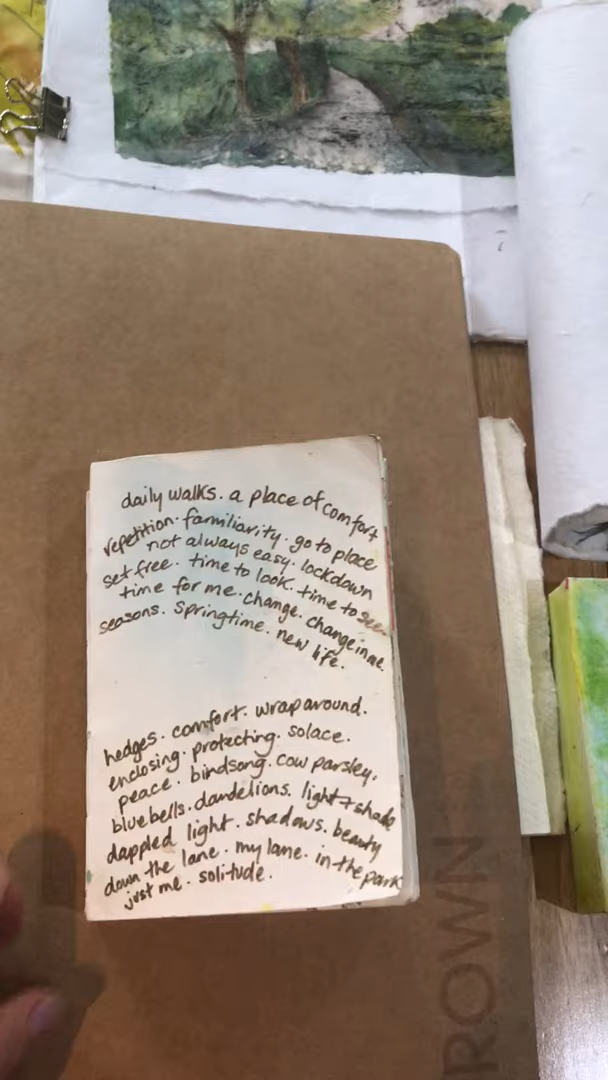 daily walks. a place of comfort
repetition. familiarity. go to place
not always easy. lockdown
set free. time to look. time to see.
time for me. change. change in me.
seasons. springtime. new life.
hedges. comfort. wrap around.
enclosing. protecting. solace.
peace. birdsong. cow parsley.
bluebells. dandelions. light + shade
dappled light. shadows. beauty
down the lane. my lane. in the park
just me. solitude.
ROWN